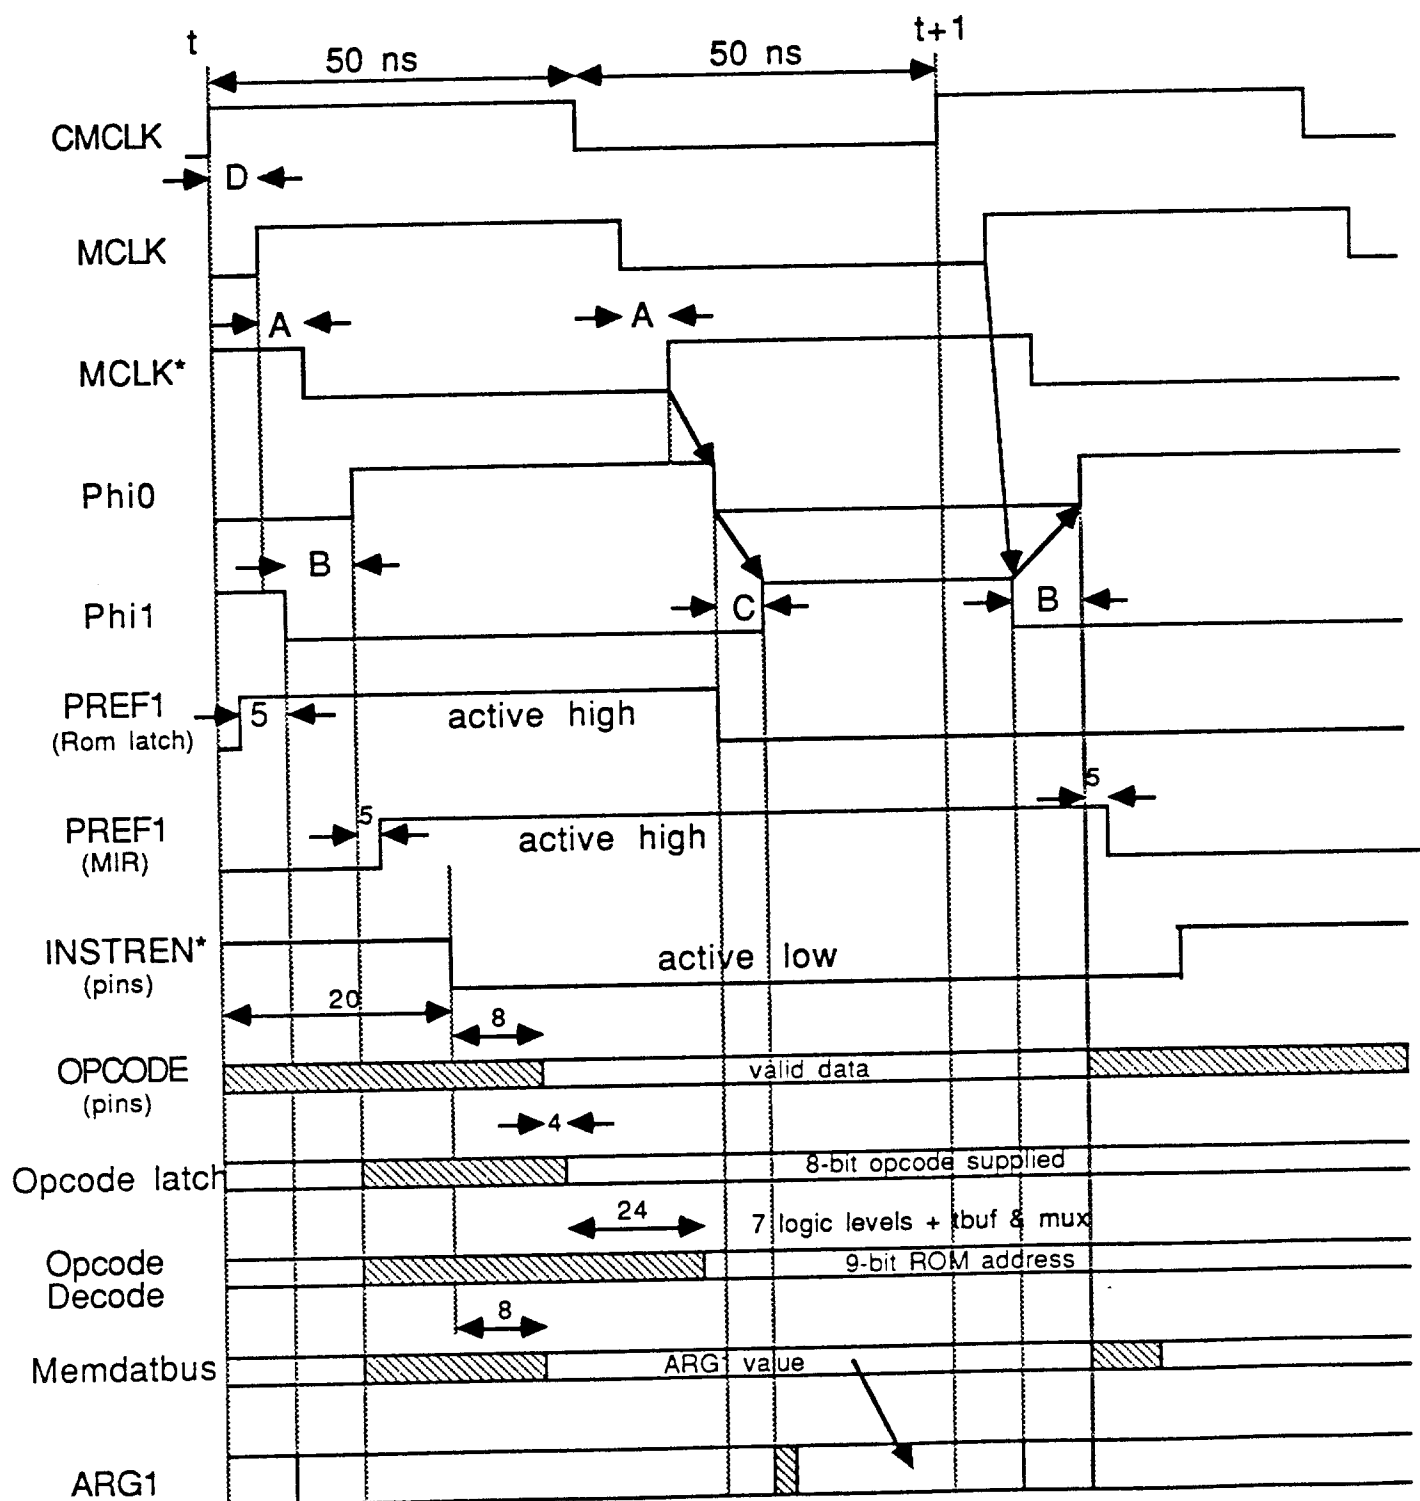 t
t+1
50 ns
50 ns
CMCLK
D
MCLK
A
A
MCLK*
Phi0
B
Phi1
C
B
PREF1
(Rom latch)
5
active high
PREF1
(MIR)
5
active high
5
INSTREN*
(pins)
active low
20
8
OPCODE
(pins)
valid data
4
Opcode latch
8-bit opcode supplied
24
7 logic levels + tbuf & mux
Opcode
Decode
9-bit ROM address
8
Memdatbus
ARG1 value
ARG1